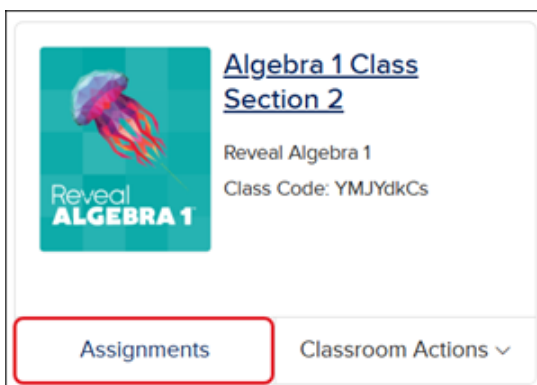 Algebra 1 Class
Section 2
Reveal Algebra 1
Class Code: YMJYdkCs
Reveal
ALGEBRA 1
Assignments
Classroom Actions